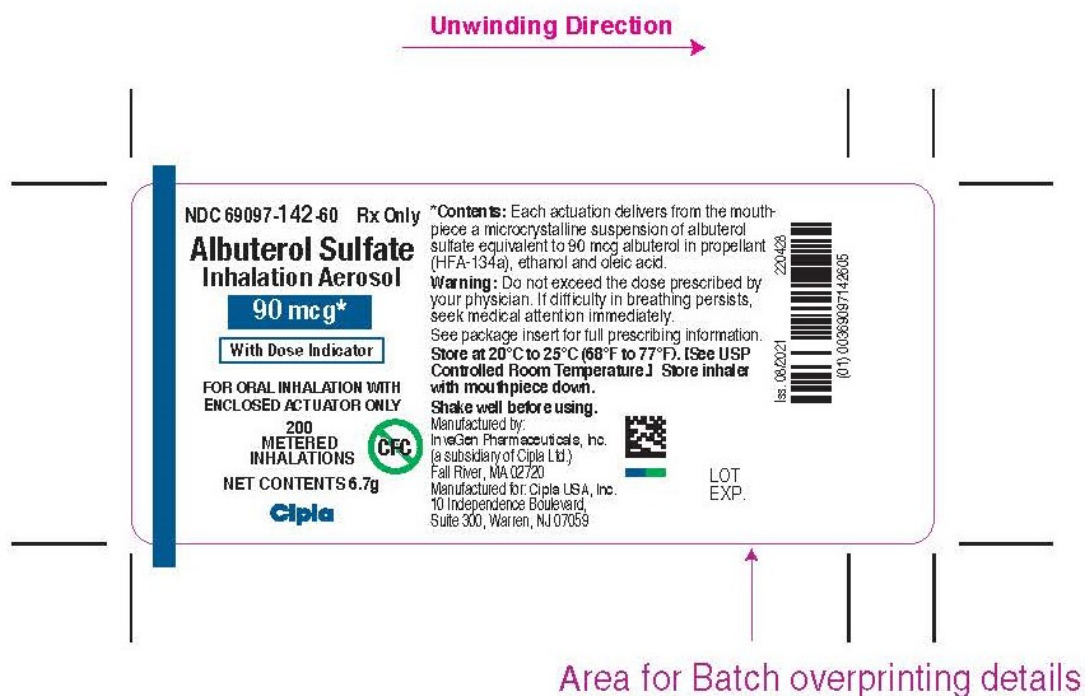 Unwinding Direction
NDC 69097-142-60 Rx Only
Albuterol Sulfate
Inhalation Aerosol
90 mcg*
With Dose Indicator
FOR ORAL INHALATION WITH
ENCLOSED ACTUATOR ONLY
200
METERED
INHALATIONS
CFC
NET CONTENTS 6.7g
Cipla
*Contents: Each actuation delivers from the mouth-
piece a microcrystalline suspension of albuterol
sulfate equivalent to 90 mcg albuterol in propellant
(HFA-134a), ethanol and oleic acid.
Warning: Do not exceed the dose prescribed by
your physician. If difficulty in breathing persists,
seek medical attention immediately.
See package insert for full prescribing information.
Store at 20°C to 25°C (68°F to 77°F). [See USP
Controlled Room Temperature.] Store inhaler
with mouthpiece down.
Shake well before using.
Manufactured by:
InvaGen Pharmaceuticals, Inc.
(a subsidiary of Cipla Ltd.)
Fall River, MA 02720
Manufactured for: Cipla USA, Inc.
10 Independence Boulevard,
Suite 300, Warren, NJ 07059
Iss. 08/2021
220428
(01) 00369097142605
LOT
EXP.
Area for Batch overprinting details